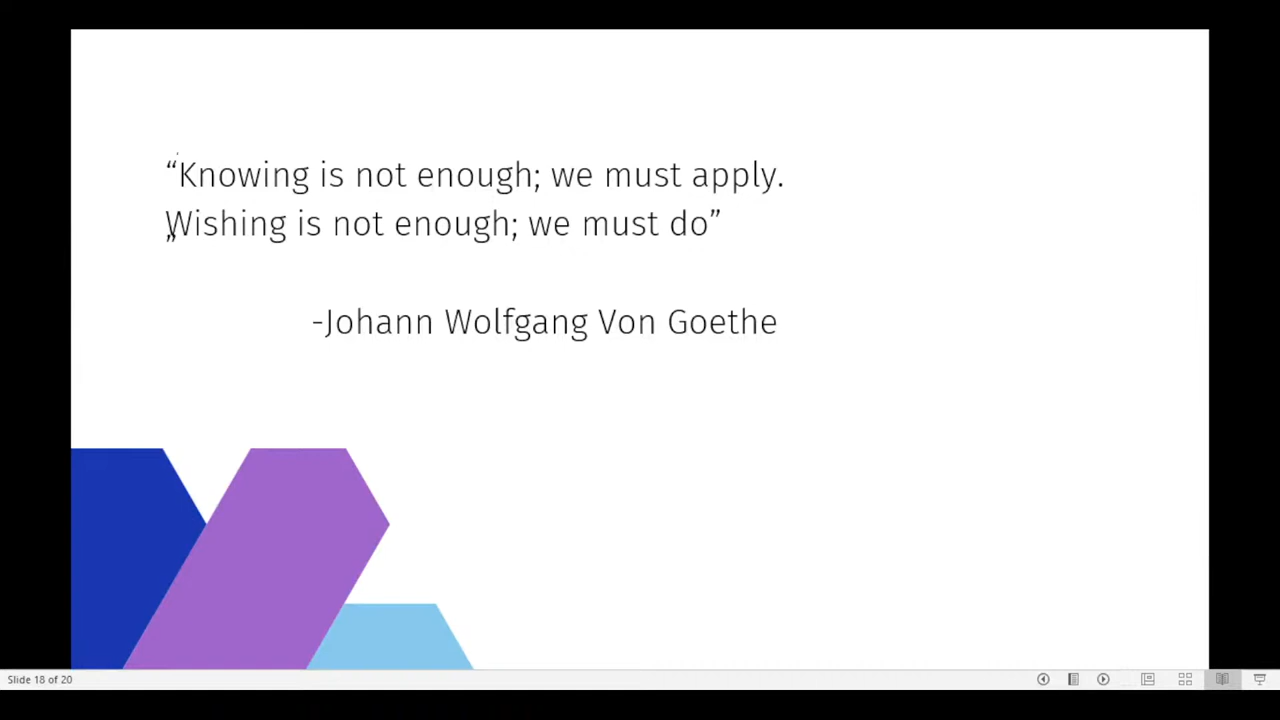 “Knowing is not enough; we must apply.
Wishing is not enough; we must do”
-Johann Wolfgang Von Goethe
Slide 18 of 20